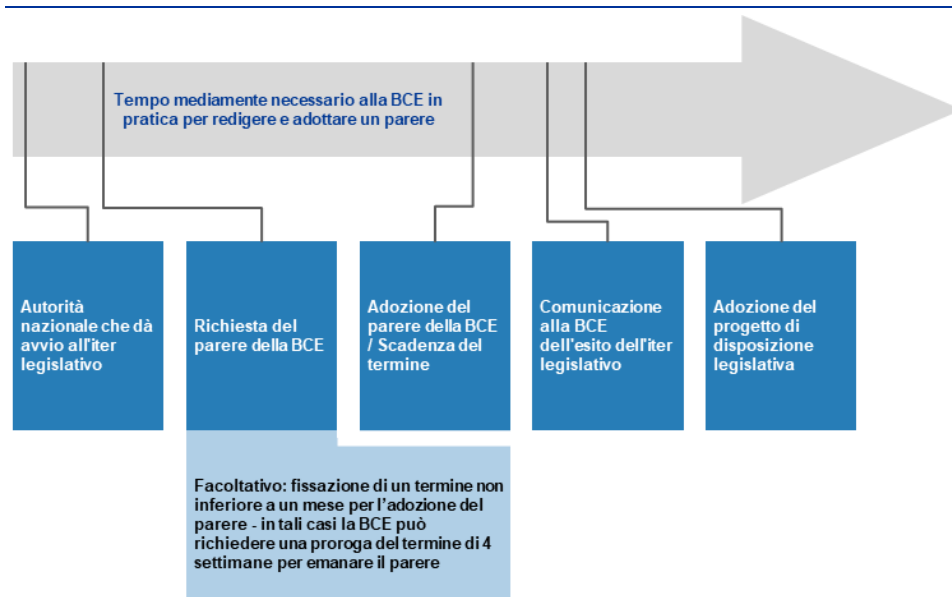 Tempo mediamente necessario alla BCE in
pratica per redigere e adottare un parere
Autorità
nazionale che dà
avvio all'iter
legislativo
Richiesta del
parere della BCE
Adozione del
parere della BCE
/ Scadenza del
termine
Comunicazione
alla BCE
dell'esito dell'iter
legislativo
Adozione del
progetto di
disposizione
legislativa
Facoltativo: fissazione di un termine non
inferiore a un mese per l’adozione del
parere - in tali casi la BCE può
richiedere una proroga del termine di 4
settimane per emanare il parere